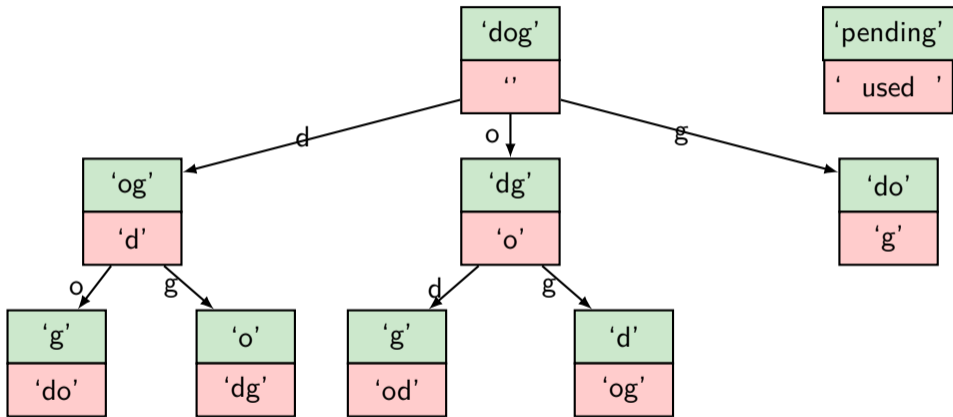 ‘dog’
‘’
‘pending’
‘ used ’
d
o
g
‘og’
‘d’
‘dg’
‘o’
‘do’
‘g’
o
g
d
g
‘g’
‘do’
‘o’
‘dg’
‘g’
‘od’
‘d’
‘og’